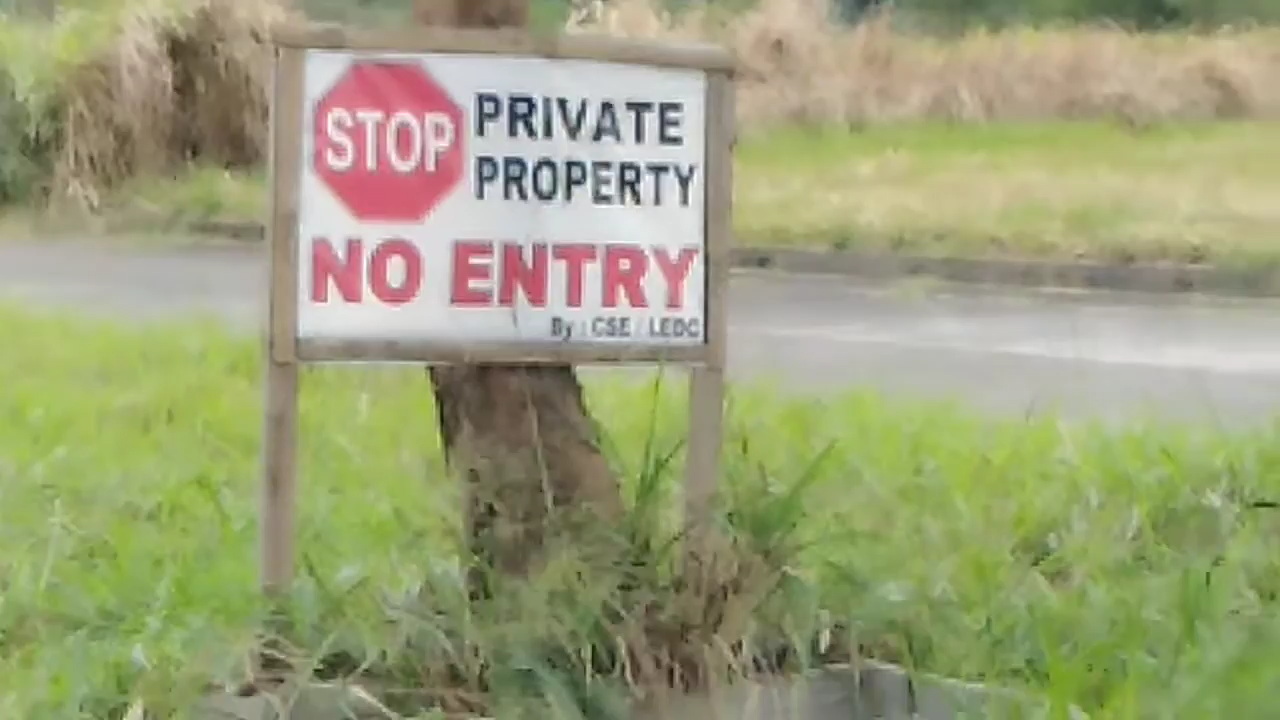 STOP
PRIVATE
PROPERTY
NO ENTRY
By : CSE / LEDC